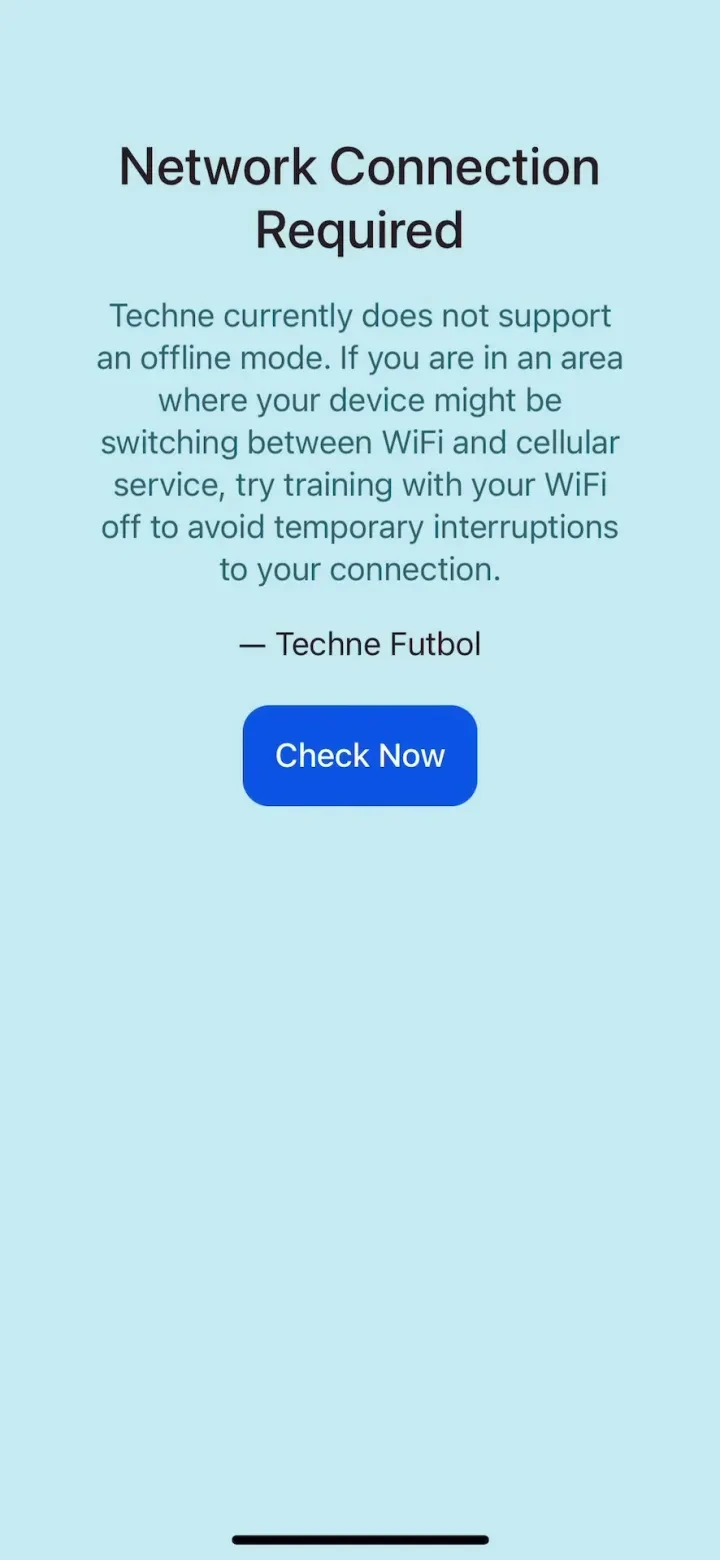 Network Connection
Required
Techne currently does not support
an offline mode. If you are in an area
where your device might be
switching between WiFi and cellular
service, try training with your WiFi
off to avoid temporary interruptions
to your connection.
— Techne Futbol
Check Now